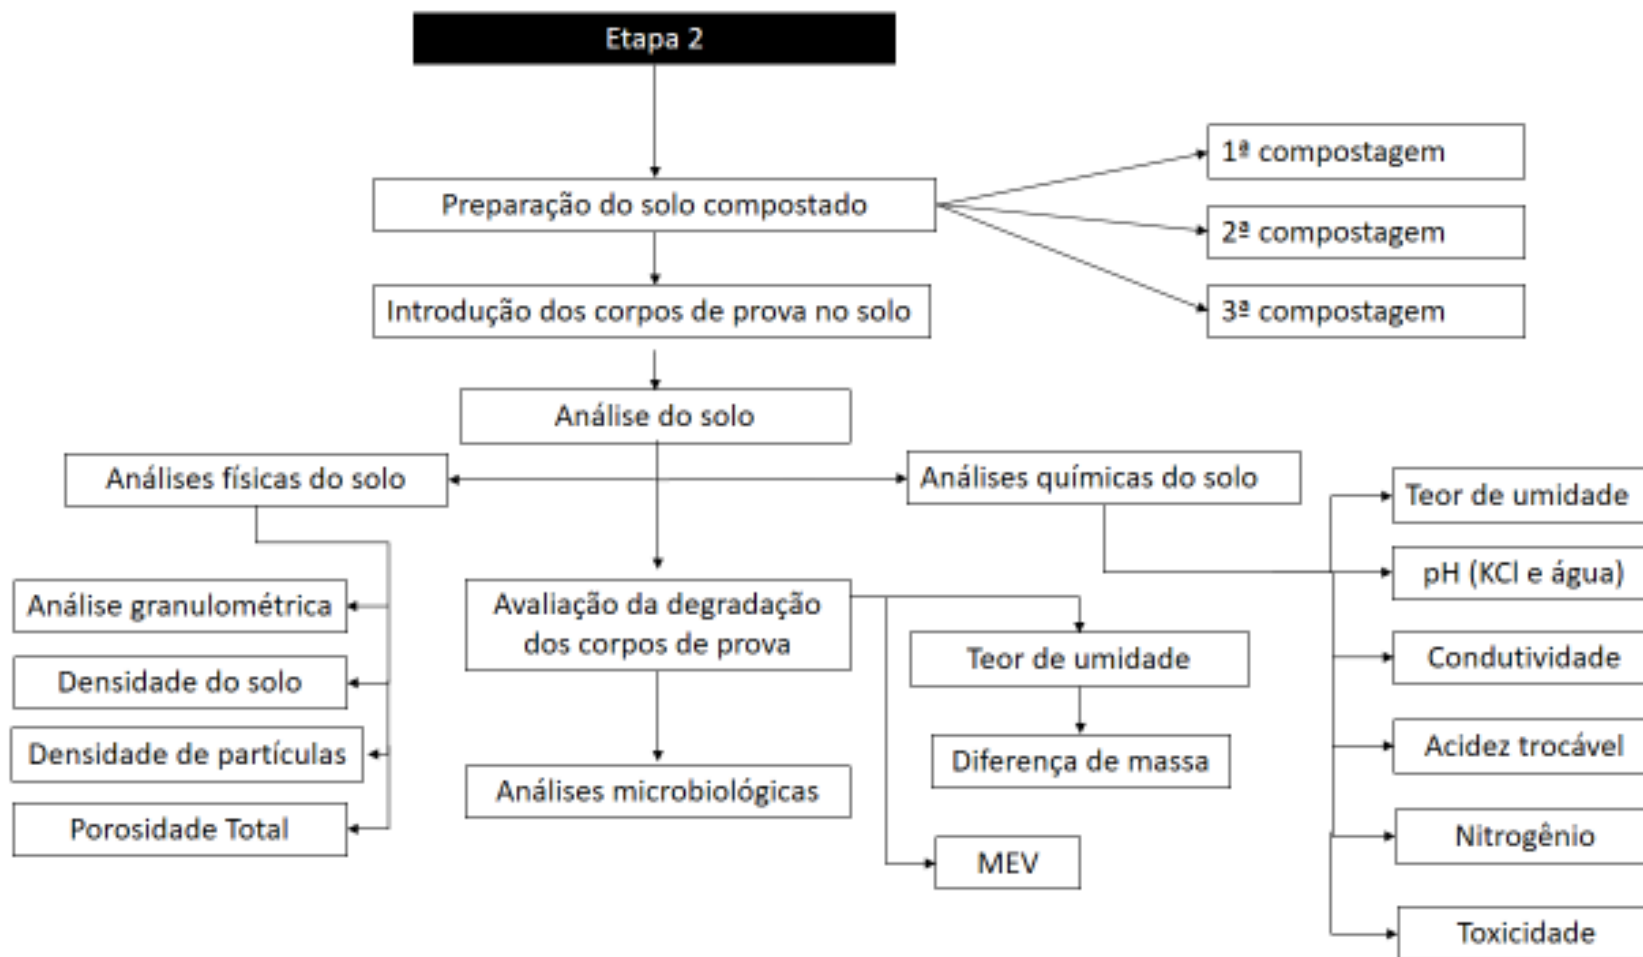 Etapa 2
1ª compostagem
Preparação do solo compostado
2ª compostagem
Introdução dos corpos de prova no solo
3ª compostagem
Análise do solo
Análises físicas do solo
Análises químicas do solo
Teor de umidade
pH (KCl e água)
Análise granulométrica
Avaliação da degradação
dos corpos de prova
Teor de umidade
Condutividade
Densidade do solo
Densidade de partículas
Diferença de massa
Acidez trocável
Análises microbiológicas
Porosidade Total
MEV
Nitrogênio
Toxicidade